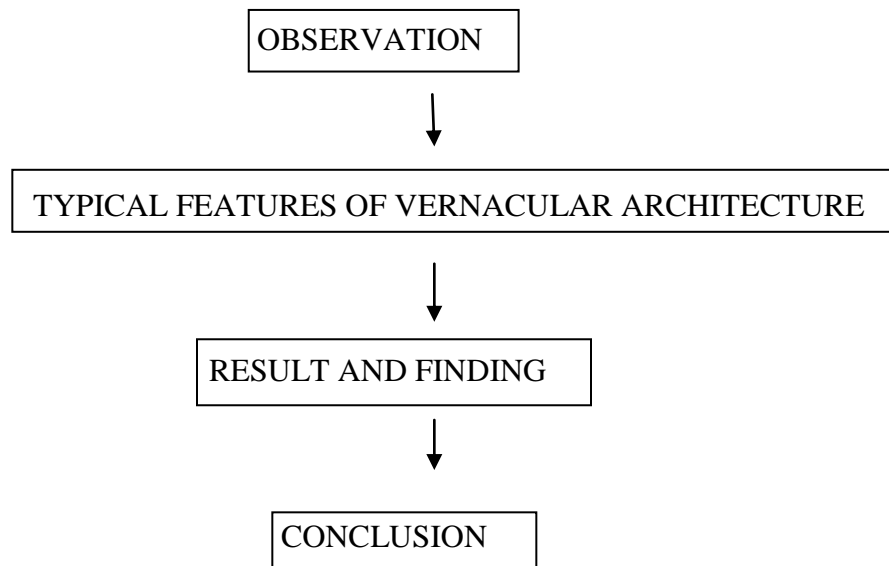 OBSERVATION
TYPICAL FEATURES OF VERNACULAR ARCHITECTURE
RESULT AND FINDING
CONCLUSION